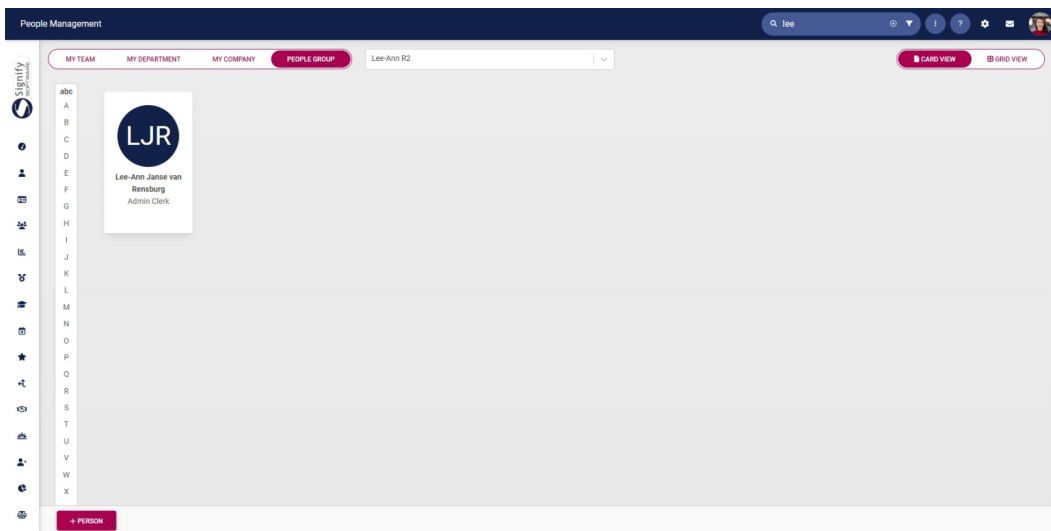 People Management
lee
?
Signify
SOFTWARE
MY TEAM
MY DEPARTMENT
MY COMPANY
PEOPLE GROUP
Lee-Ann R2
CARD VIEW
GRID VIEW
abc
A
B
C
D
E
F
G
H
I
J
K
L
M
N
O
P
Q
R
S
T
U
V
W
X
LJR
Lee-Ann Janse van
Rensburg
Admin Clerk
+ PERSON